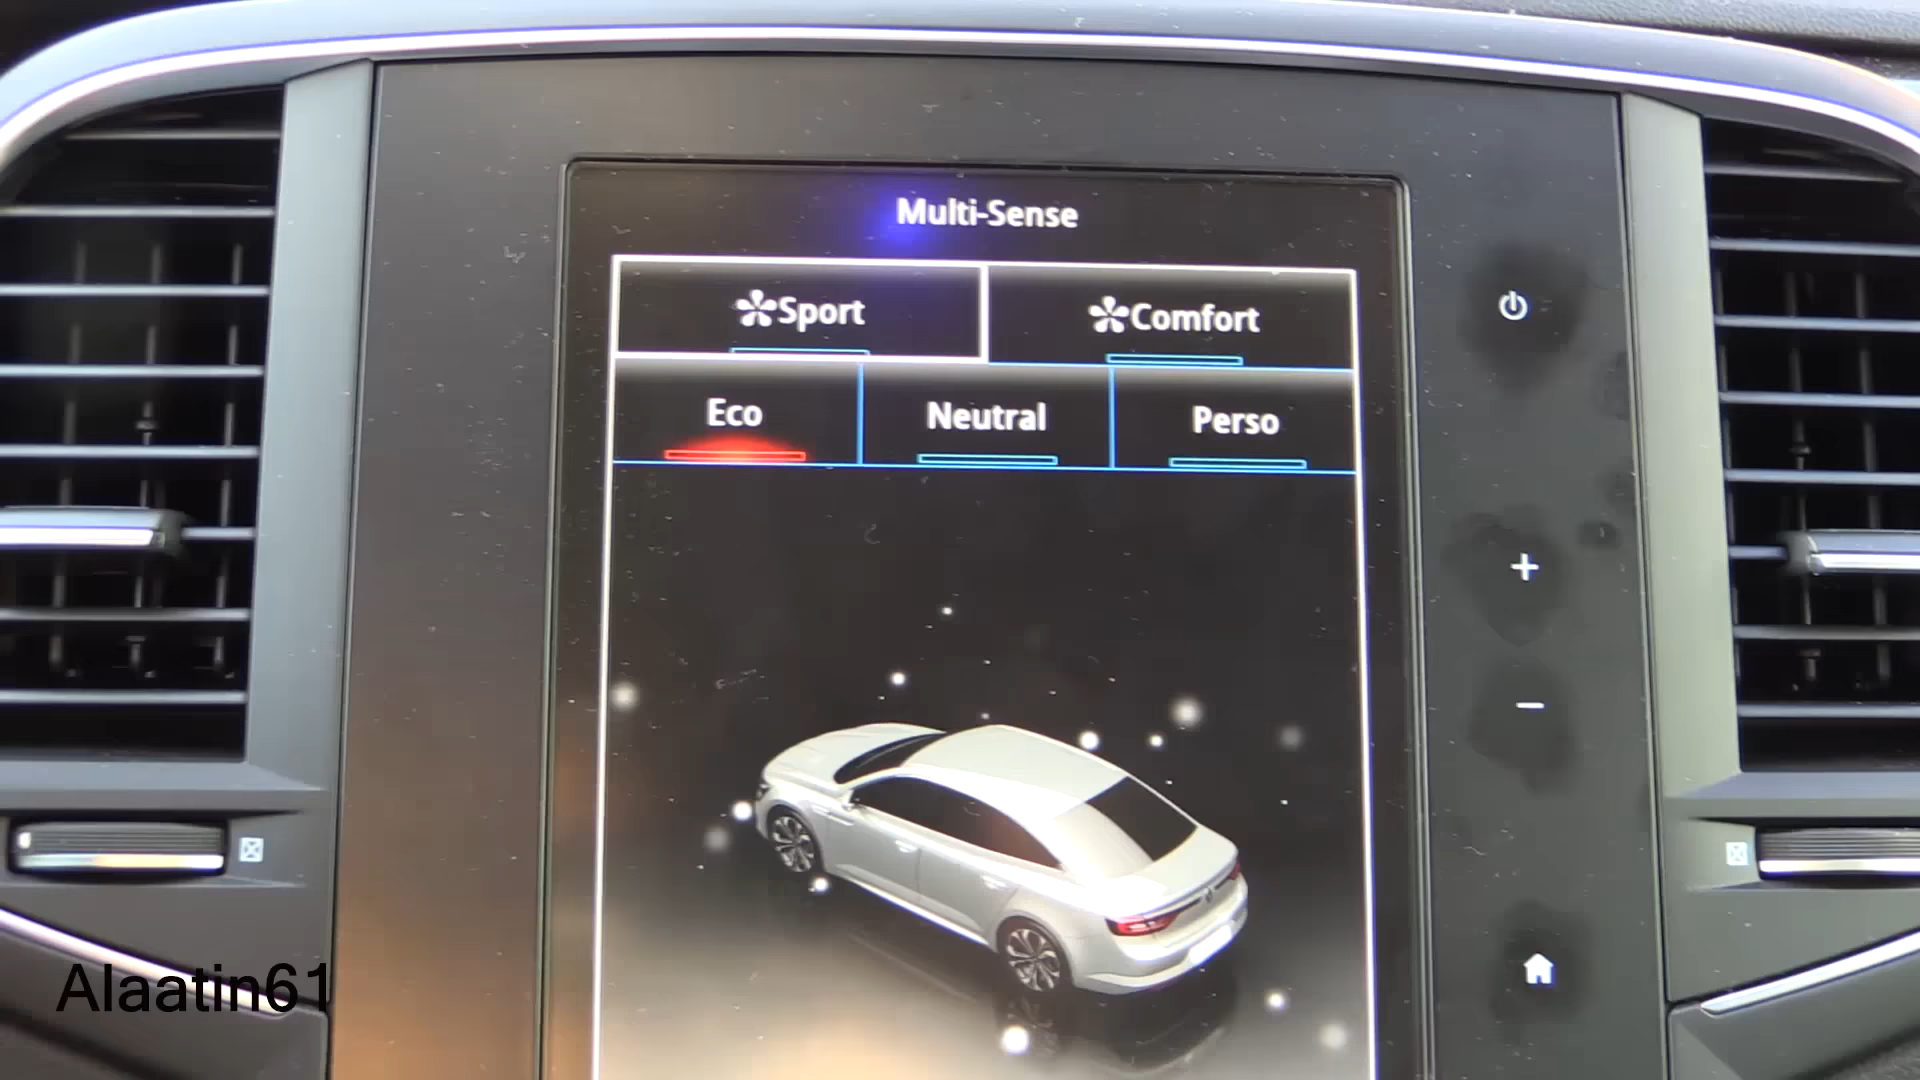 Multi-Sense
Sport
Comfort
Eco
Neutral
Perso
Alaatin61